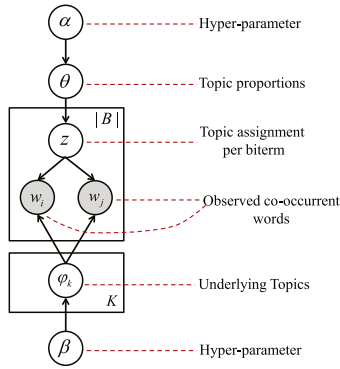 α Hyper-parameter
θ Topic proportions
|B|
z Topic assignment
per biterm
w_i w_j Observed co-occurrent
words
φ_k Underlying Topics
K
β Hyper-parameter